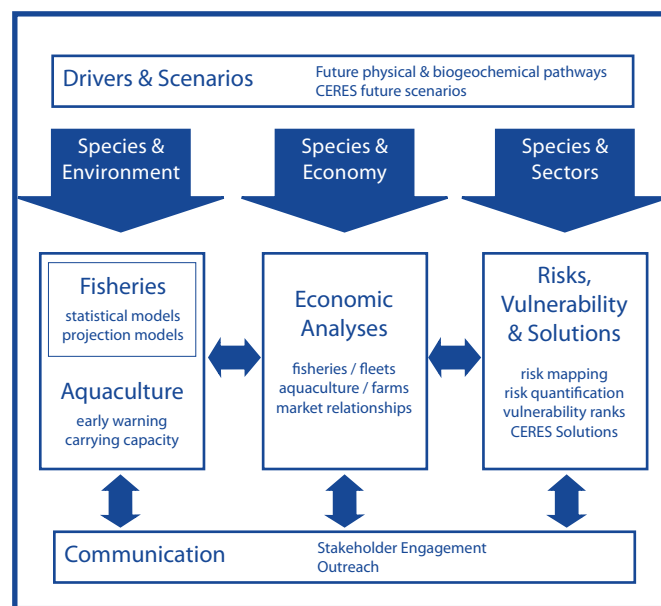 Drivers & Scenarios
Future physical & biogeochemical pathways
CERES future scenarios
Species &
Environment
Species &
Economy
Species &
Sectors
Fisheries
statistical models
projection models
Aquaculture
early warning
carrying capacity
Economic
Analyses
fisheries / fleets
aquaculture / farms
market relationships
Risks,
Vulnerability
& Solutions
risk mapping
risk quantification
vulnerability ranks
CERES Solutions
Communication
Stakeholder Engagement
Outreach